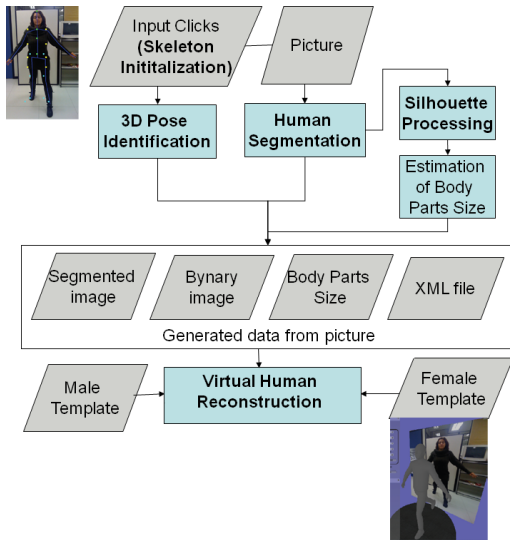 Input Clicks
(Skeleton
Inititalization)
Picture
3D Pose
Identification
Human
Segmentation
Silhouette
Processing
Estimation
of Body
Parts Size
Segmented
image
Bynary
image
Body Parts
Size
XML file
Generated data from picture
Male
Template
Virtual Human
Reconstruction
Female
Template